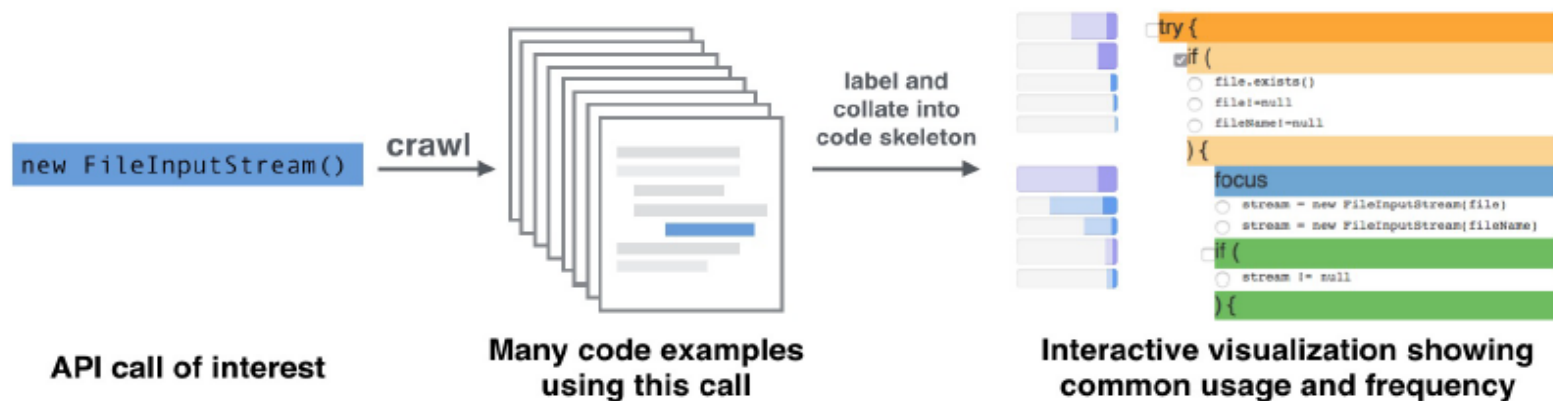 new FileInputStream()
API call of interest
crawl
Many code examples
using this call
label and
collate into
code skeleton
try {
if (
file.exists()
file!=null
fileName!=null
) {
focus
stream = new FileInputStream(file)
stream = new FileInputStream(fileName)
if (
stream != null
) {
Interactive visualization showing
common usage and frequency